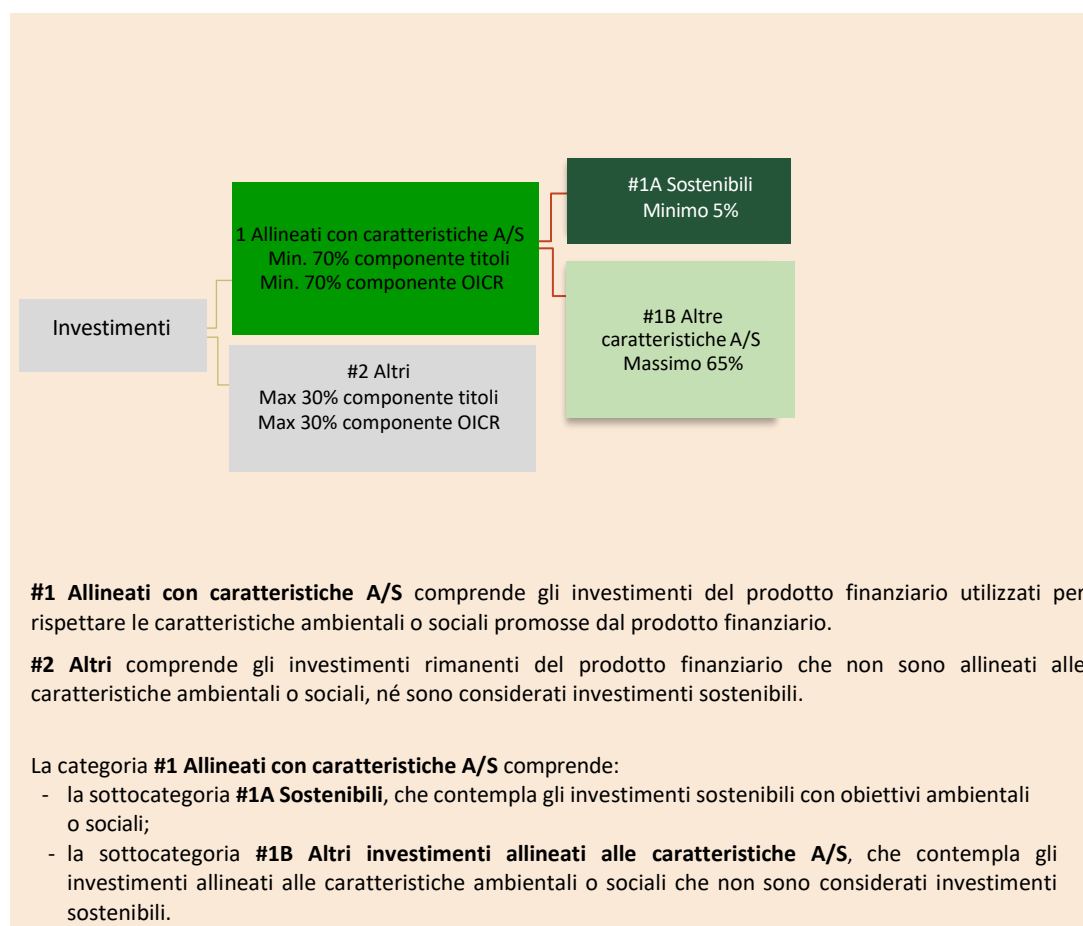 #1A Sostenibili
Minimo 5%
1 Allineati con caratteristiche A/S
Min. 70% componente titoli
Min. 70% componente OICR
Investimenti
#1B Altre
caratteristiche A/S
Massimo 65%
#2 Altri
Max 30% componente titoli
Max 30% componente OICR
#1 Allineati con caratteristiche A/S comprende gli investimenti del prodotto finanziario utilizzati per
rispettare le caratteristiche ambientali o sociali promosse dal prodotto finanziario.
#2 Altri comprende gli investimenti rimanenti del prodotto finanziario che non sono allineati alle
caratteristiche ambientali o sociali, né sono considerati investimenti sostenibili.
La categoria #1 Allineati con caratteristiche A/S comprende:
- la sottocategoria #1A Sostenibili, che contempla gli investimenti sostenibili con obiettivi ambientali
o sociali;
- la sottocategoria #1B Altri investimenti allineati alle caratteristiche A/S, che contempla gli
investimenti allineati alle caratteristiche ambientali o sociali che non sono considerati investimenti
sostenibili.